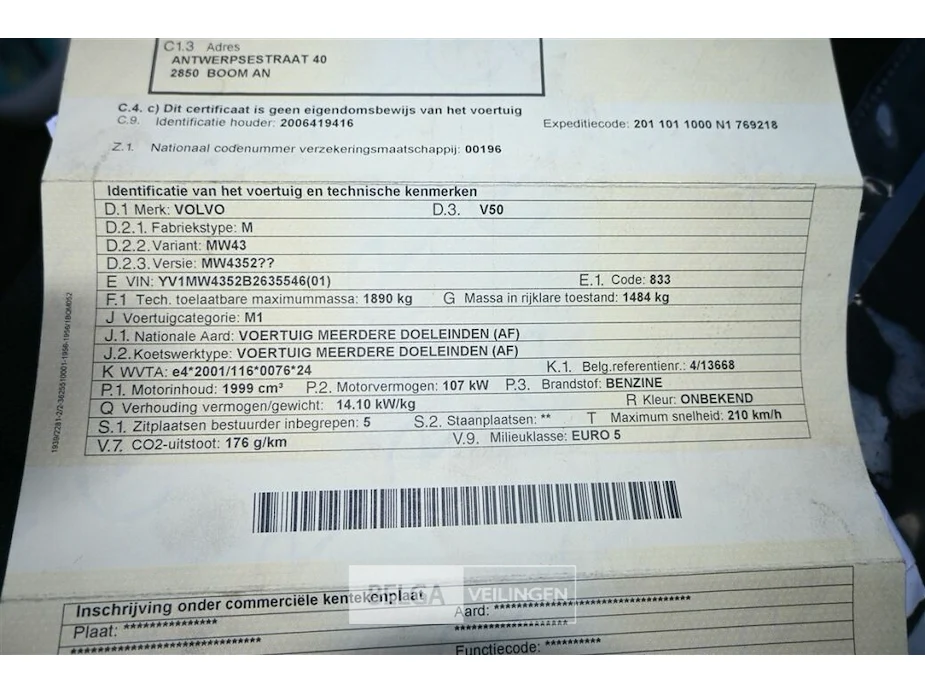 C1.3 Adres
ANTWERPSESTRAAT 40
2850 BOOM AN
C.4. c) Dit certificaat is geen eigendomsbewijs van het voertuig
C.9. Identificatie houder: 2006419416 Expeditiecode: 201 101 1000 N1 769218
Z.1. Nationaal codenummer verzekeringsmaatschappij: 00196
Identificatie van het voertuig en technische kenmerken
D.1 Merk: VOLVO D.3. V50
D.2.1. Fabriekstype: M
D.2.2. Variant: MW43
D.2.3. Versie: MW4352??
E VIN: YV1MW4352B2635546(01) E.1. Code: 833
F.1 Tech. toelaatbare maximummassa: 1890 kg G Massa in rijklare toestand: 1484 kg
J Voertuigcategorie: M1
J.1. Nationale Aard: VOERTUIG MEERDERE DOELEINDEN (AF)
J.2. Koetswerktype: VOERTUIG MEERDERE DOELEINDEN (AF)
K WVTA: e4*2001/116*0076*24 K.1. Belg.referentienr.: 4/13668
P.1. Motorinhoud: 1999 cm³ P.2. Motorvermogen: 107 kW P.3. Brandstof: BENZINE
Q Verhouding vermogen/gewicht: 14.10 kW/kg R Kleur: ONBEKEND
S.1. Zitplaatsen bestuurder inbegrepen: 5 S.2. Staanplaatsen: ** T Maximum snelheid: 210 km/h
V.7. CO2-uitstoot: 176 g/km V.9. Milieuklasse: EURO 5
BELGA VEILINGEN
Inschrijving onder commerciële kentekenplaat
Plaat: **************** Aard: **********************************
Functiecode: **********